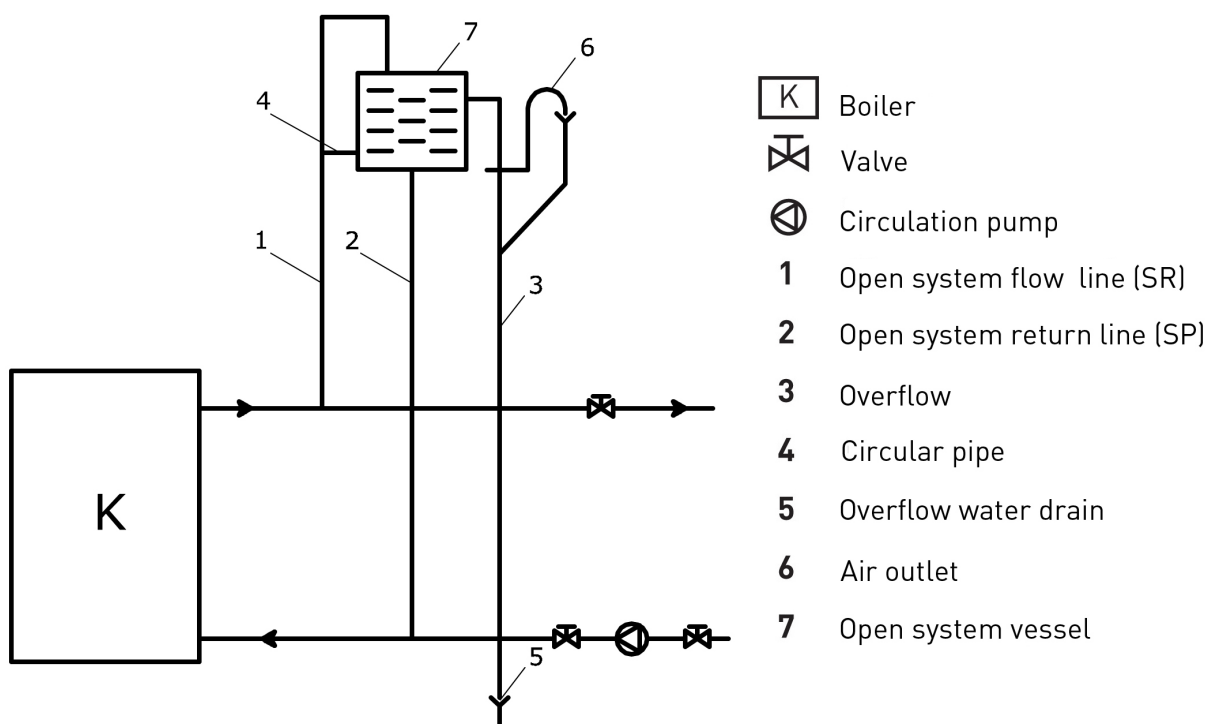 7
6
4
1
2
3
K
5
K Boiler
Valve
Circulation pump
1 Open system flow line (SR)
2 Open system return line (SP)
3 Overflow
4 Circular pipe
5 Overflow water drain
6 Air outlet
7 Open system vessel